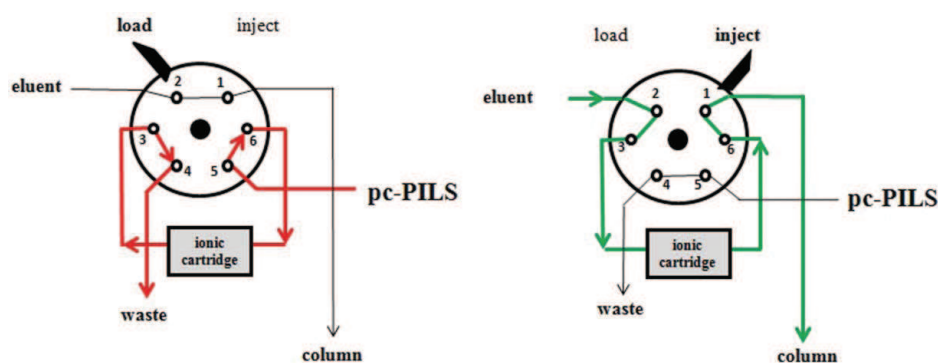 load inject
eluent
2 1
3 6
4 5
pc-PILS
ionic
cartridge
waste
column
load inject
eluent
2 1
3 6
4 5
pc-PILS
ionic
cartridge
waste
column